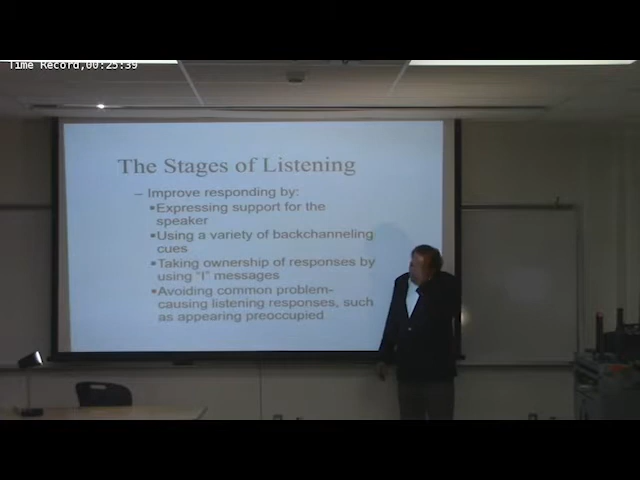 Time Record,00:25:39
The Stages of Listening
– Improve responding by:
▪Expressing support for the
speaker
▪Using a variety of backchanneling
cues
▪Taking ownership of responses by
using "I" messages
▪Avoiding common problem-
causing listening responses, such
as appearing preoccupied